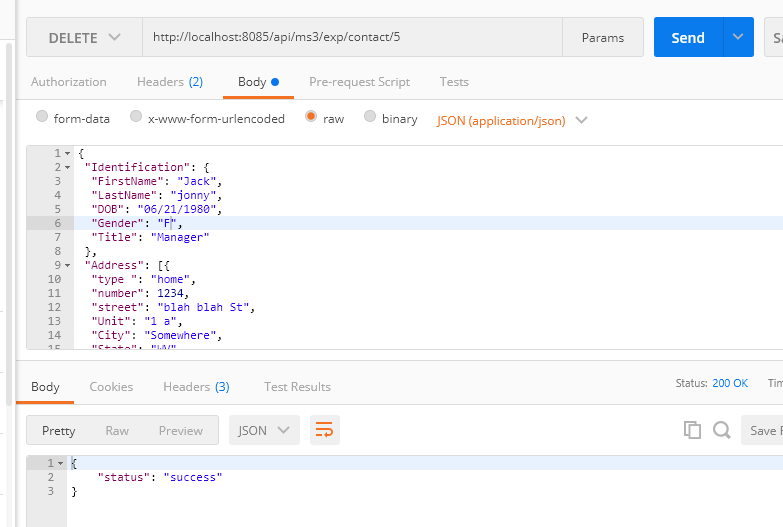 DELETE http://localhost:8085/api/ms3/exp/contact/5 Params Send
Authorization Headers (2) Body Pre-request Script Tests
form-data x-www-form-urlencoded raw binary JSON (application/json)
1 {
2 "Identification": {
3 "FirstName": "Jack",
4 "LastName": "jonny",
5 "DOB": "06/21/1980",
6 "Gender": "F",
7 "Title": "Manager"
8 },
9 "Address": [{
10 "type ": "home",
11 "number": 1234,
12 "street": "blah blah St",
13 "Unit": "1 a",
14 "City": "Somewhere",
15 "State": "WV"
Body Cookies Headers (3) Test Results Status: 200 OK
Pretty Raw Preview JSON Save
1 {
2 "status": "success"
3 }